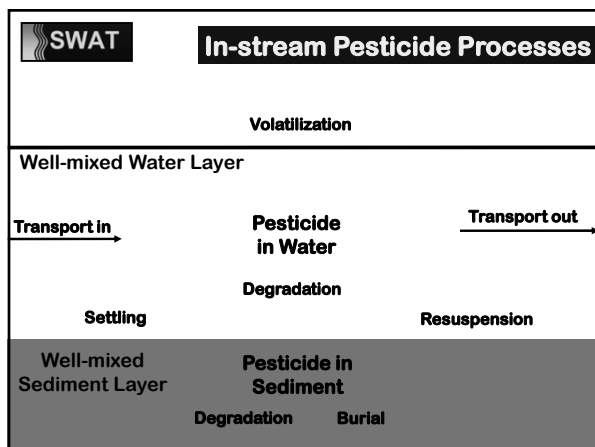 SWAT
In-stream Pesticide Processes
Volatilization
Well-mixed Water Layer
Transport in
Pesticide
in Water
Transport out
Degradation
Settling
Resuspension
Well-mixed
Sediment Layer
Pesticide in
Sediment
Degradation
Burial